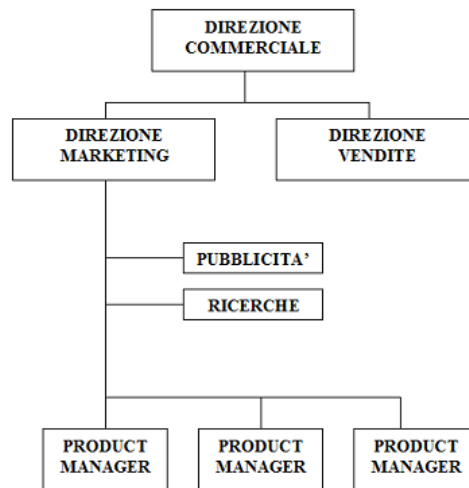 DIREZIONE
COMMERCIALE
DIREZIONE
MARKETING
DIREZIONE
VENDITE
PUBBLICITA’
RICERCHE
PRODUCT
MANAGER
PRODUCT
MANAGER
PRODUCT
MANAGER